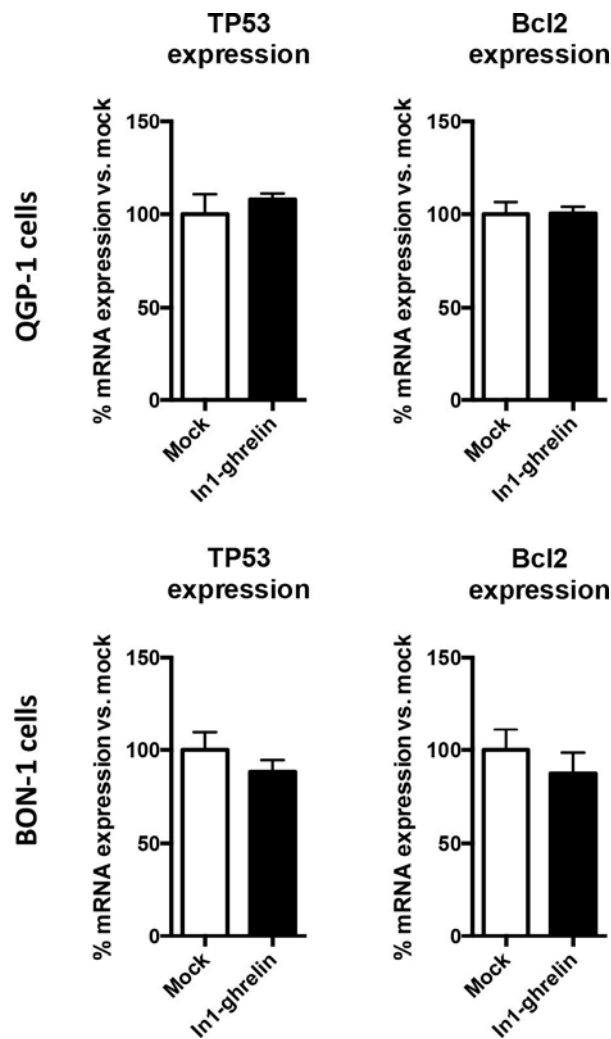 TP53
expression
Bcl2
expression
QGP-1 cells
% mRNA expression vs. mock
150
100
50
0
Mock
In1-ghrelin
% mRNA expression vs. mock
150
100
50
0
Mock
In1-ghrelin
TP53
expression
Bcl2
expression
BON-1 cells
% mRNA expression vs. mock
150
100
50
0
Mock
In1-ghrelin
% mRNA expression vs. mock
150
100
50
0
Mock
In1-ghrelin